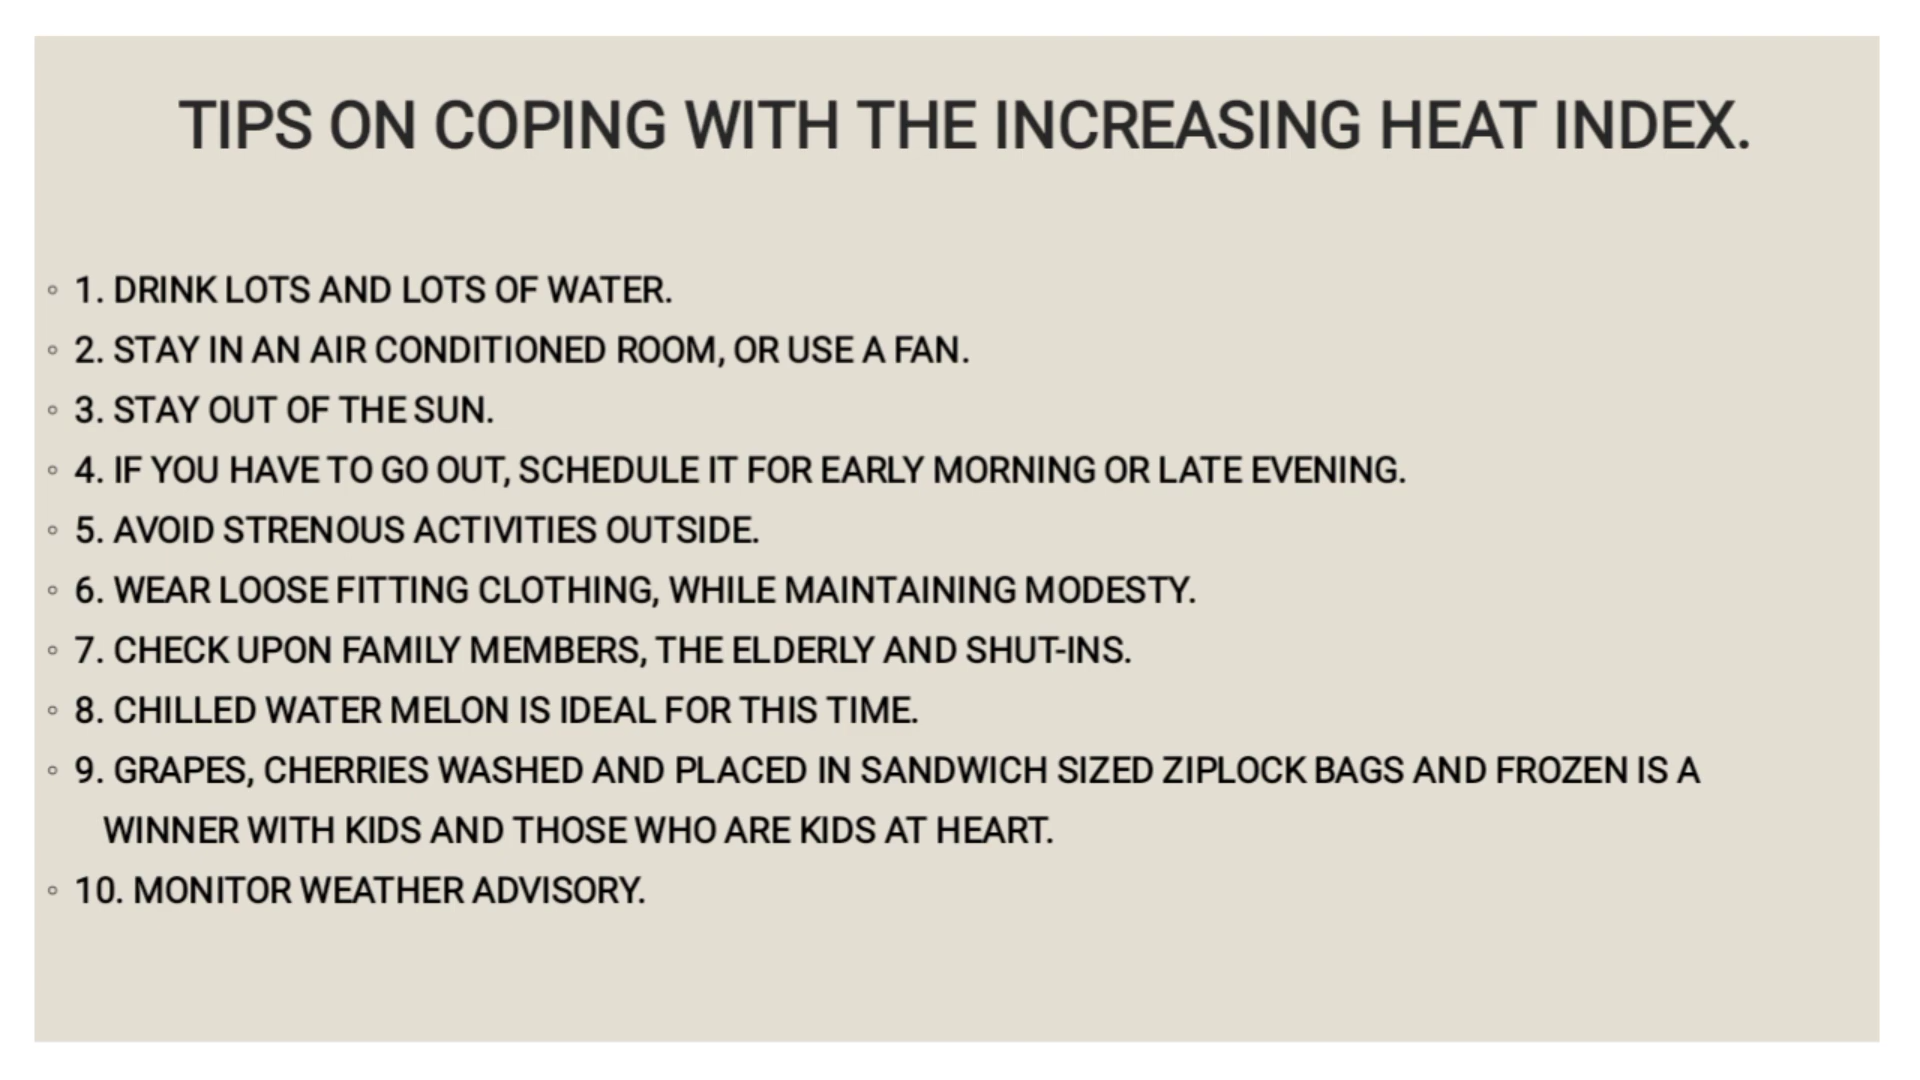 TIPS ON COPING WITH THE INCREASING HEAT INDEX.
◦ 1. DRINK LOTS AND LOTS OF WATER.
◦ 2. STAY IN AN AIR CONDITIONED ROOM, OR USE A FAN.
◦ 3. STAY OUT OF THE SUN.
◦ 4. IF YOU HAVE TO GO OUT, SCHEDULE IT FOR EARLY MORNING OR LATE EVENING.
◦ 5. AVOID STRENOUS ACTIVITIES OUTSIDE.
◦ 6. WEAR LOOSE FITTING CLOTHING, WHILE MAINTAINING MODESTY.
◦ 7. CHECK UPON FAMILY MEMBERS, THE ELDERLY AND SHUT-INS.
◦ 8. CHILLED WATER MELON IS IDEAL FOR THIS TIME.
◦ 9. GRAPES, CHERRIES WASHED AND PLACED IN SANDWICH SIZED ZIPLOCK BAGS AND FROZEN IS A
WINNER WITH KIDS AND THOSE WHO ARE KIDS AT HEART.
◦ 10. MONITOR WEATHER ADVISORY.